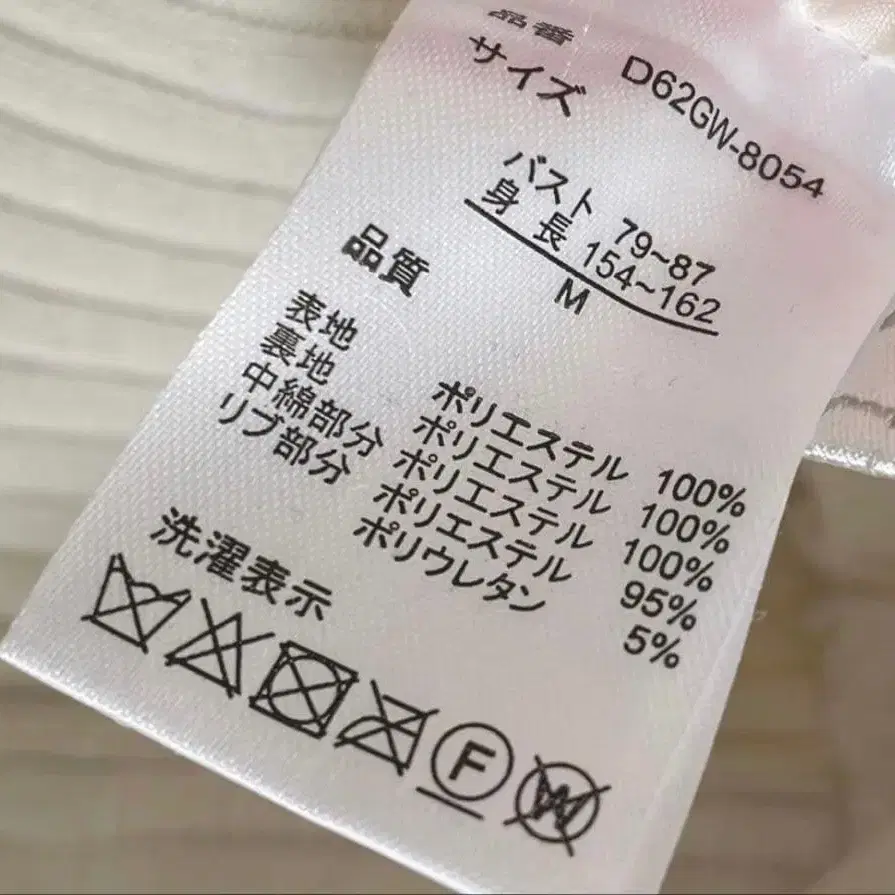 品番 D62GW-8054
サイズ
バスト 79~87
身長 154~162
M
品質
表地 ポリエステル 100%
裏地 ポリエステル 100%
中綿部分 ポリエステル 100%
リブ部分 ポリエステル 95%
ポリウレタン 5%
洗濯表示
F W